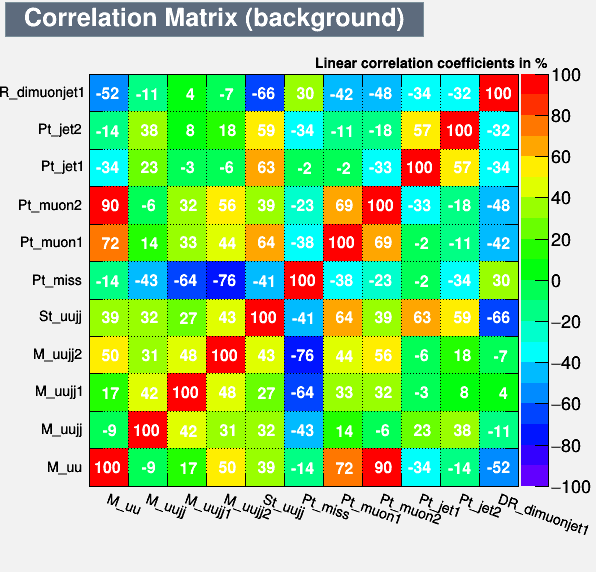 Correlation Matrix (background)
Linear correlation coefficients in %
R_dimuonjet1 -52 -11 4 -7 -66 30 -42 -48 -34 -32 100
Pt_jet2 -14 38 8 18 59 -34 -11 -18 57 100 -32
Pt_jet1 -34 23 -3 -6 63 -2 -2 -33 100 57 -34
Pt_muon2 90 -6 32 56 39 -23 69 100 -33 -18 -48
Pt_muon1 72 14 33 44 64 -38 100 69 -2 -11 -42
Pt_miss -14 -43 -64 -76 -41 100 -38 -23 -2 -34 30
St_uujj 39 32 27 43 100 -41 64 39 63 59 -66
M_uujj2 50 31 48 100 43 -76 44 56 -6 18 -7
M_uujj1 17 42 100 48 27 -64 33 32 -3 8 4
M_uujj -9 100 42 31 32 -43 14 -6 23 38 -11
M_uu 100 -9 17 50 39 -14 72 90 -34 -14 -52
M_uu M_uujj M_uujj1 M_uujj2 St_uujj Pt_miss Pt_muon1 Pt_muon2 Pt_jet1 Pt_jet2 DR_dimuonjet1
100
80
60
40
20
0
−20
−40
−60
−80
−100